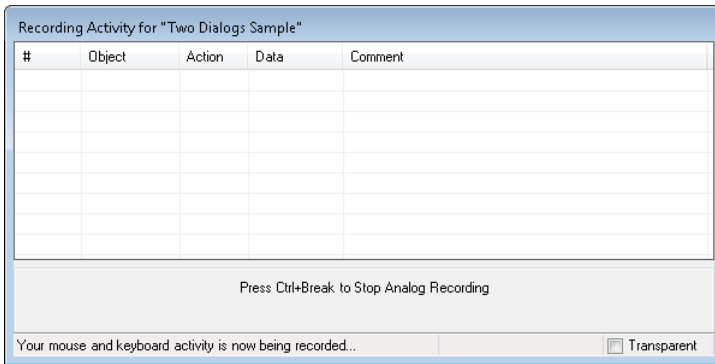 Recording Activity for "Two Dialogs Sample"
# Object Action Data Comment
Press Ctrl+Break to Stop Analog Recording
Your mouse and keyboard activity is now being recorded... Transparent